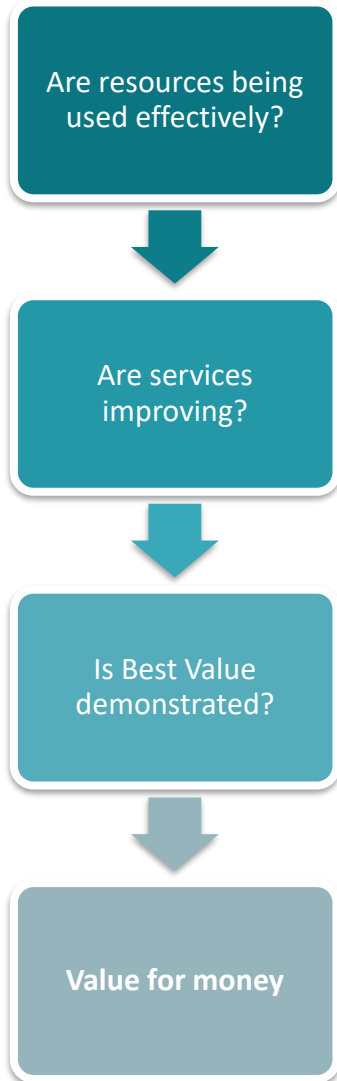 Are resources being
used effectively?
Are services
improving?
Is Best Value
demonstrated?
Value for money